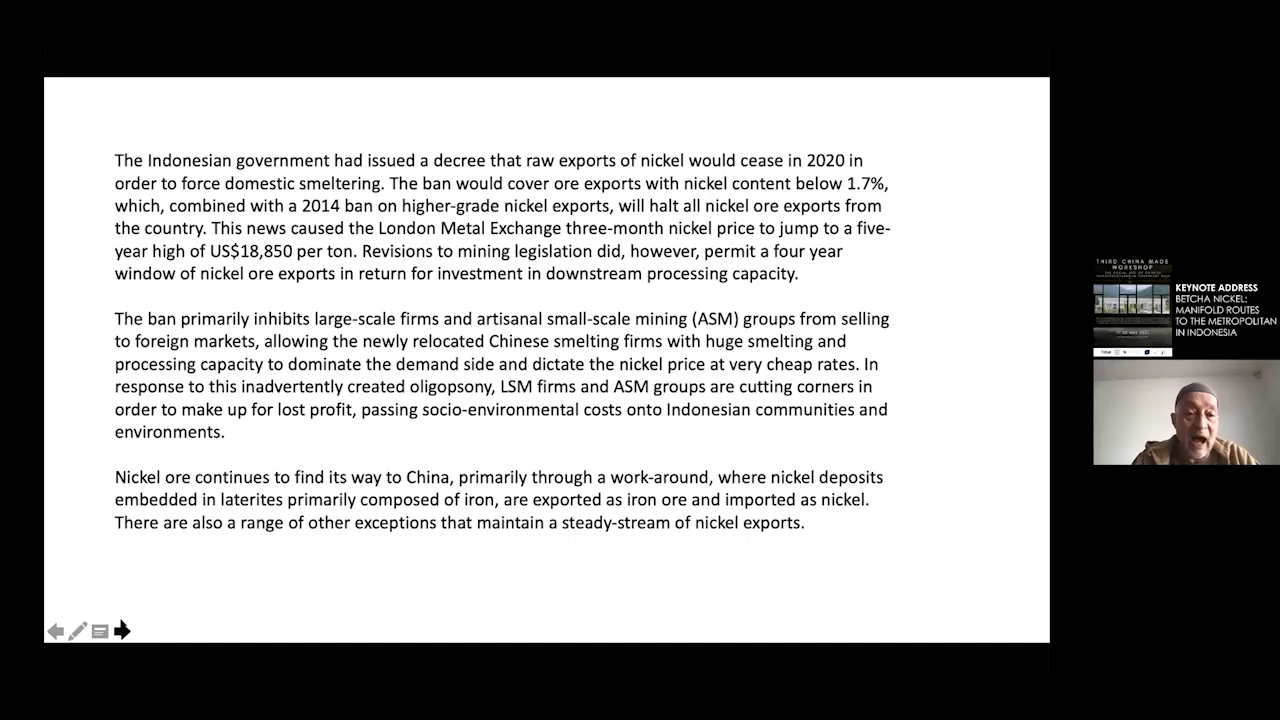 The Indonesian government had issued a decree that raw exports of nickel would cease in 2020 in
order to force domestic smeltering. The ban would cover ore exports with nickel content below 1.7%,
which, combined with a 2014 ban on higher-grade nickel exports, will halt all nickel ore exports from
the country. This news caused the London Metal Exchange three-month nickel price to jump to a five-
year high of US$18,850 per ton. Revisions to mining legislation did, however, permit a four year
window of nickel ore exports in return for investment in downstream processing capacity.
The ban primarily inhibits large-scale firms and artisanal small-scale mining (ASM) groups from selling
to foreign markets, allowing the newly relocated Chinese smelting firms with huge smelting and
processing capacity to dominate the demand side and dictate the nickel price at very cheap rates. In
response to this inadvertently created oligopsony, LSM firms and ASM groups are cutting corners in
order to make up for lost profit, passing socio-environmental costs onto Indonesian communities and
environments.
Nickel ore continues to find its way to China, primarily through a work-around, where nickel deposits
embedded in laterites primarily composed of iron, are exported as iron ore and imported as nickel.
There are also a range of other exceptions that maintain a steady-stream of nickel exports.
THIRD CHINA MADE
WORKSHOP
KEYNOTE ADDRESS
BETCHA NICKEL:
MANIFOLD ROUTES
TO THE METROPOLITAN
IN INDONESIA